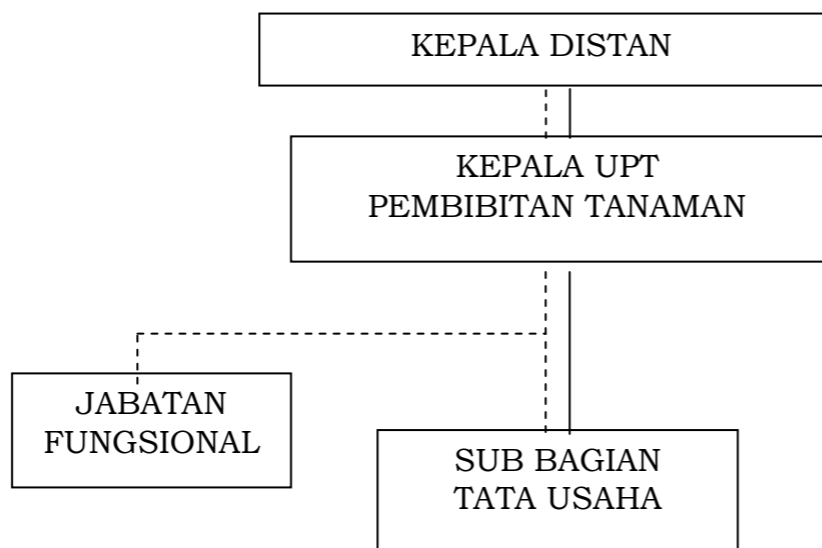 KEPALA DISTAN
KEPALA UPT
PEMBIBITAN TANAMAN
JABATAN
FUNGSIONAL
SUB BAGIAN
TATA USAHA